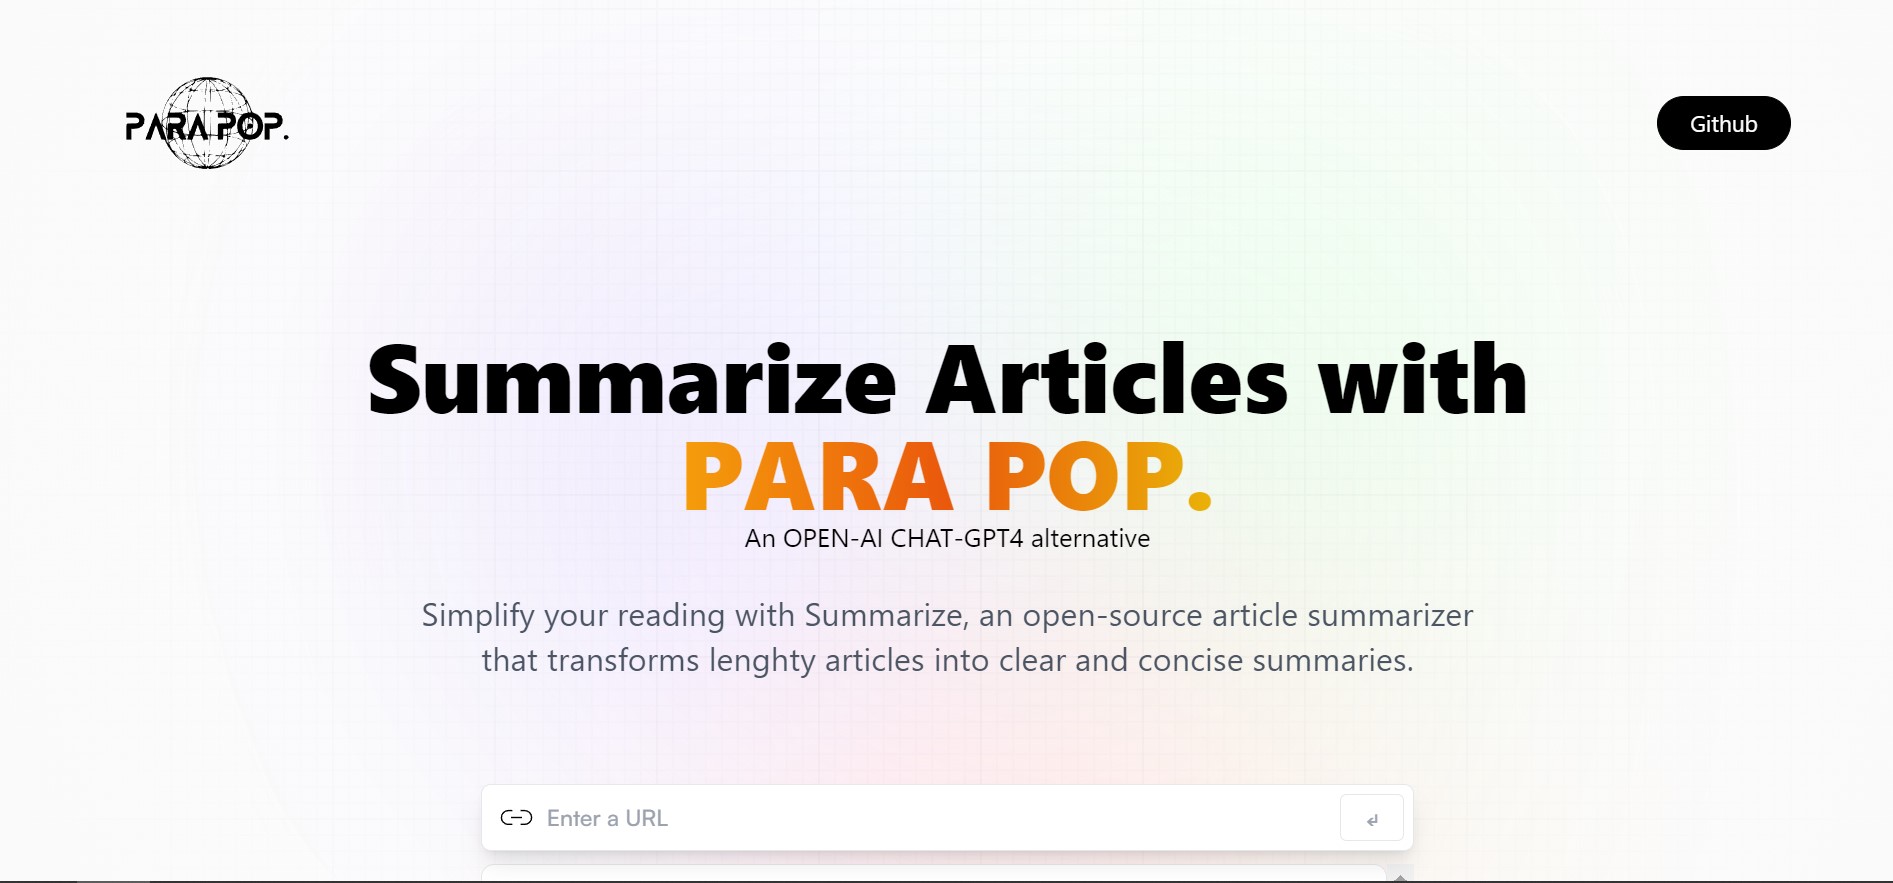 PARA POP.
Github
Summarize Articles with
PARA POP.
An OPEN-AI CHAT-GPT4 alternative
Simplify your reading with Summarize, an open-source article summarizer
that transforms lenghty articles into clear and concise summaries.
Enter a URL